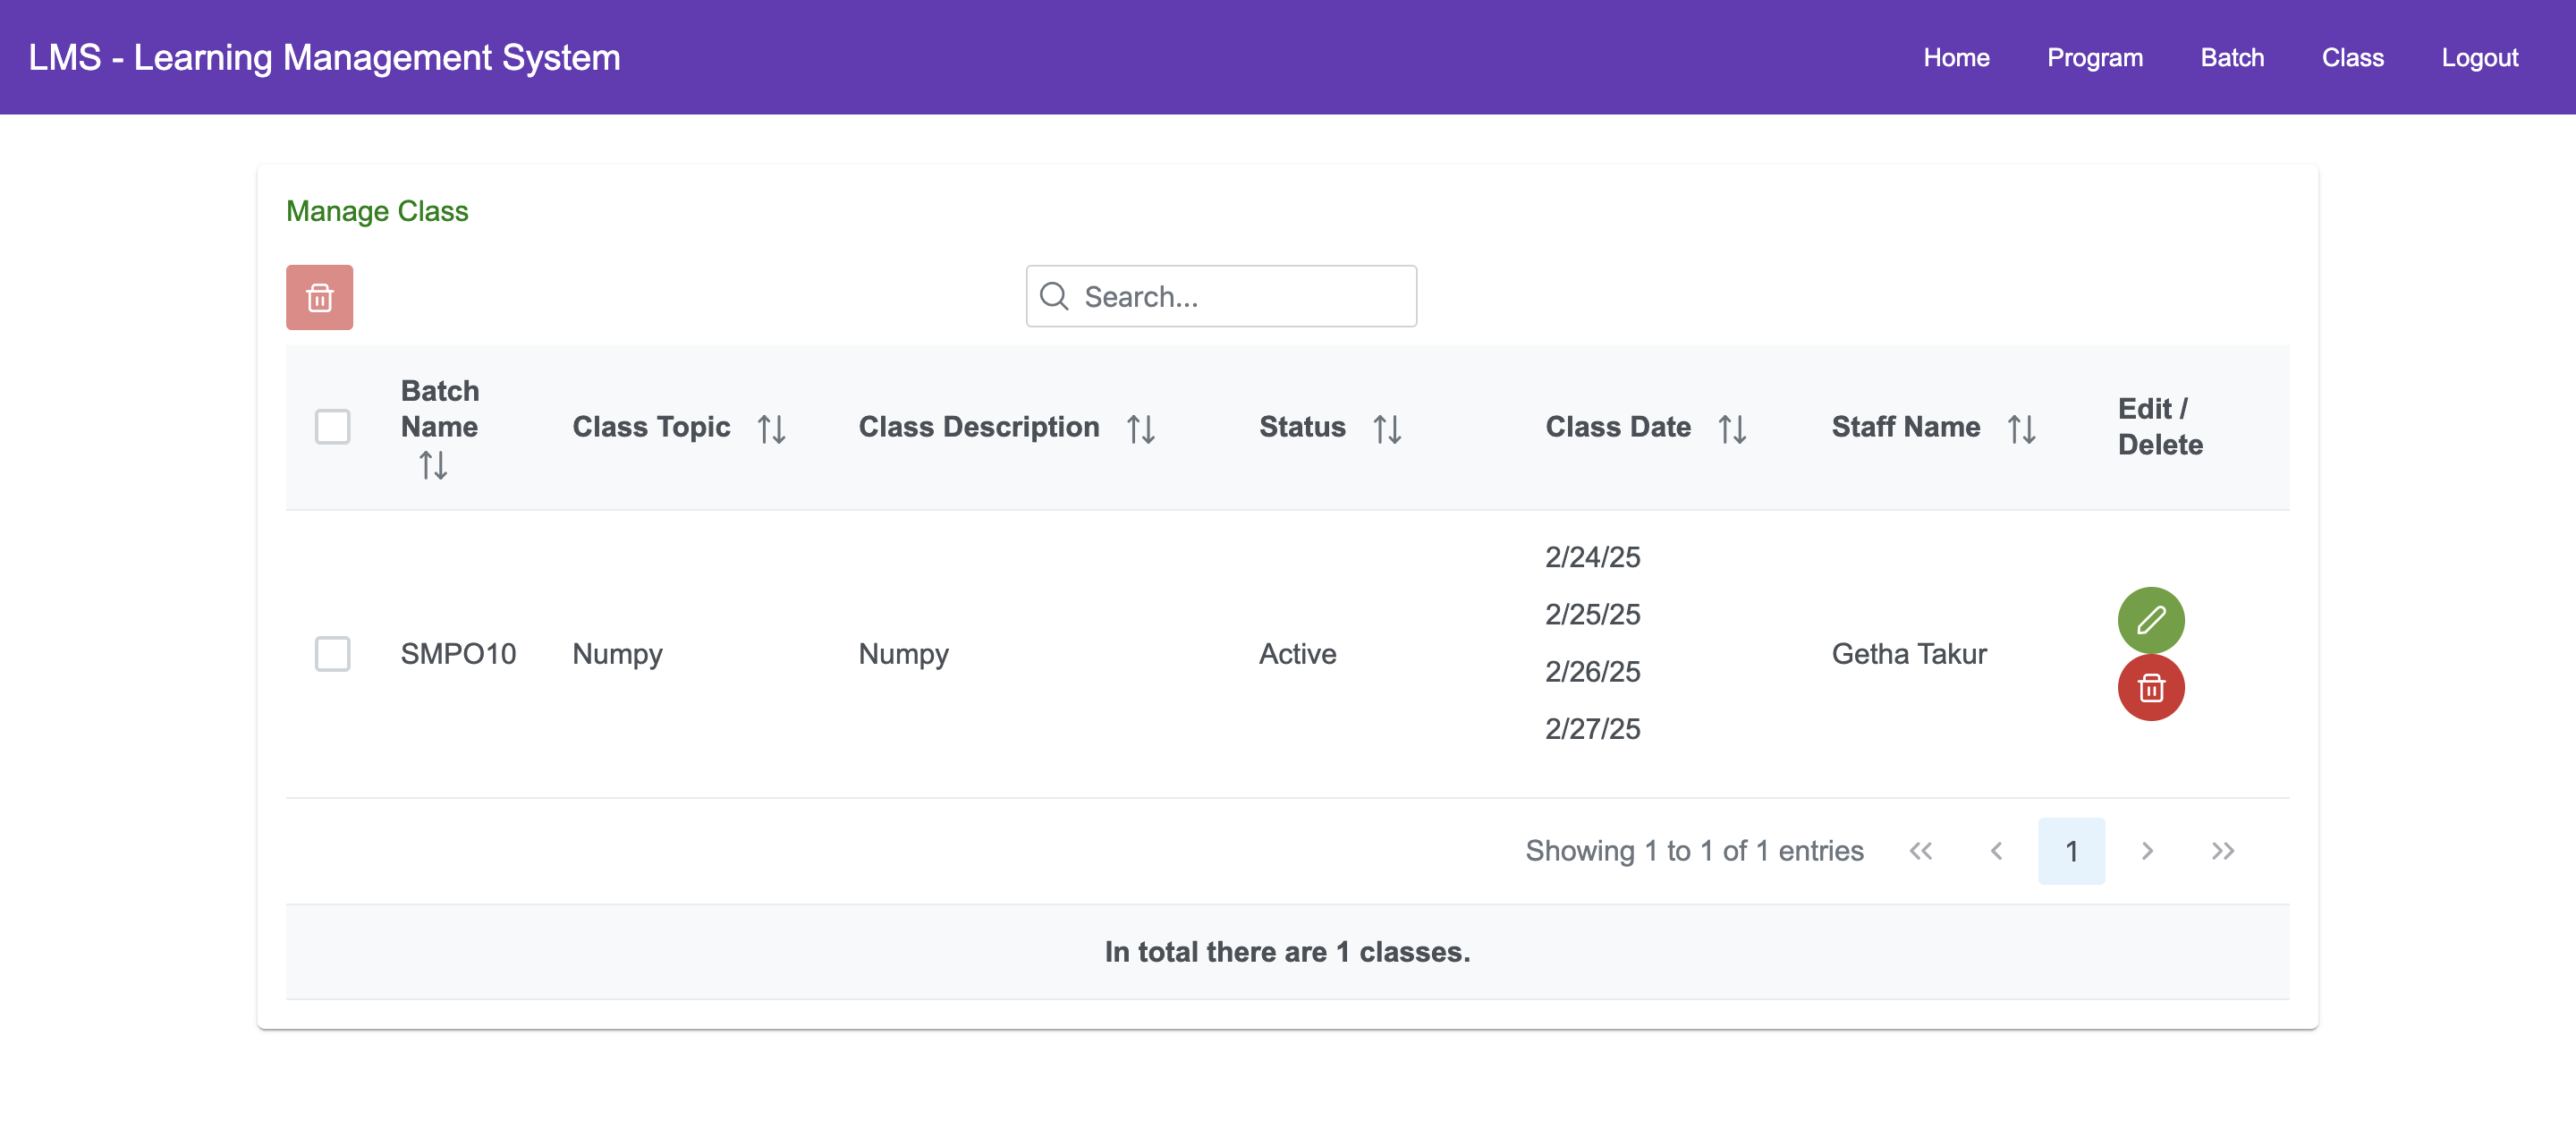 LMS - Learning Management System
Home Program Batch Class Logout
Manage Class
Search...
Batch Name Class Topic Class Description Status Class Date Staff Name Edit / Delete
SMPO10 Numpy Numpy Active 2/24/25 Getha Takur
2/25/25
2/26/25
2/27/25
Showing 1 to 1 of 1 entries 1
In total there are 1 classes.